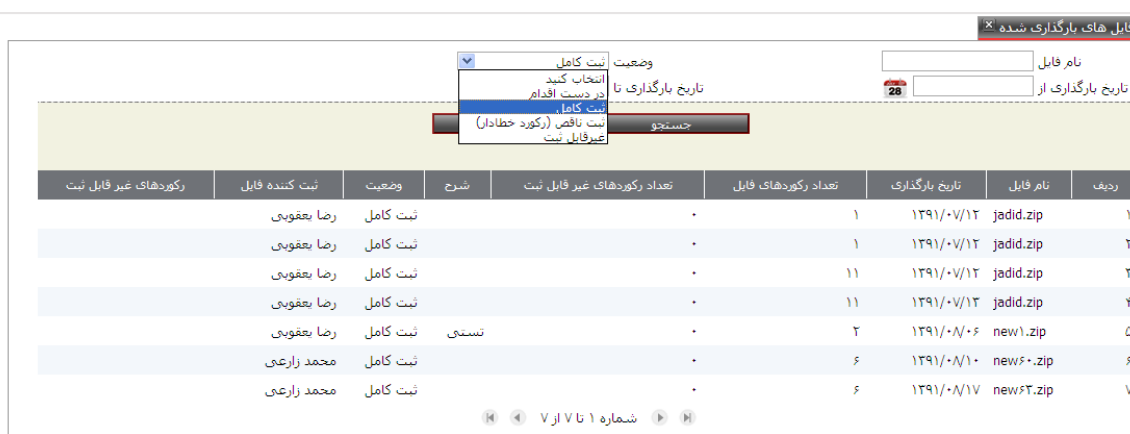 فایل های بارگذاری شده
نام فایل
وضعیت ثبت کامل
تاریخ بارگذاری از 28
تاریخ بارگذاری تا
انتخاب کنید
در دست اقدام
ثبت کامل
ثبت ناقص (رکورد خطادار)
غیرقابل ثبت
جستجو
ردیف نام فایل تاریخ بارگذاری تعداد رکوردهای فایل تعداد رکوردهای غیر قابل ثبت شرح وضعیت ثبت کننده فایل رکوردهای غیر قابل ثبت
۱ jadid.zip ۱۳۹۱/۰۷/۱۲ ۱ ۰ ثبت کامل رضا یعقوبی
۲ jadid.zip ۱۳۹۱/۰۷/۱۲ ۱ ۰ ثبت کامل رضا یعقوبی
۳ jadid.zip ۱۳۹۱/۰۷/۱۲ ۱۱ ۰ ثبت کامل رضا یعقوبی
۴ jadid.zip ۱۳۹۱/۰۷/۱۳ ۱۱ ۰ ثبت کامل رضا یعقوبی
۵ new۱.zip ۱۳۹۱/۰۸/۰۶ ۲ ۰ تستی ثبت کامل رضا یعقوبی
۶ new۶۰.zip ۱۳۹۱/۰۸/۱۰ ۶ ۰ ثبت کامل محمد زارعی
۷ new۶۳.zip ۱۳۹۱/۰۸/۱۷ ۶ ۰ ثبت کامل محمد زارعی
شماره ۱ تا ۷ از ۷